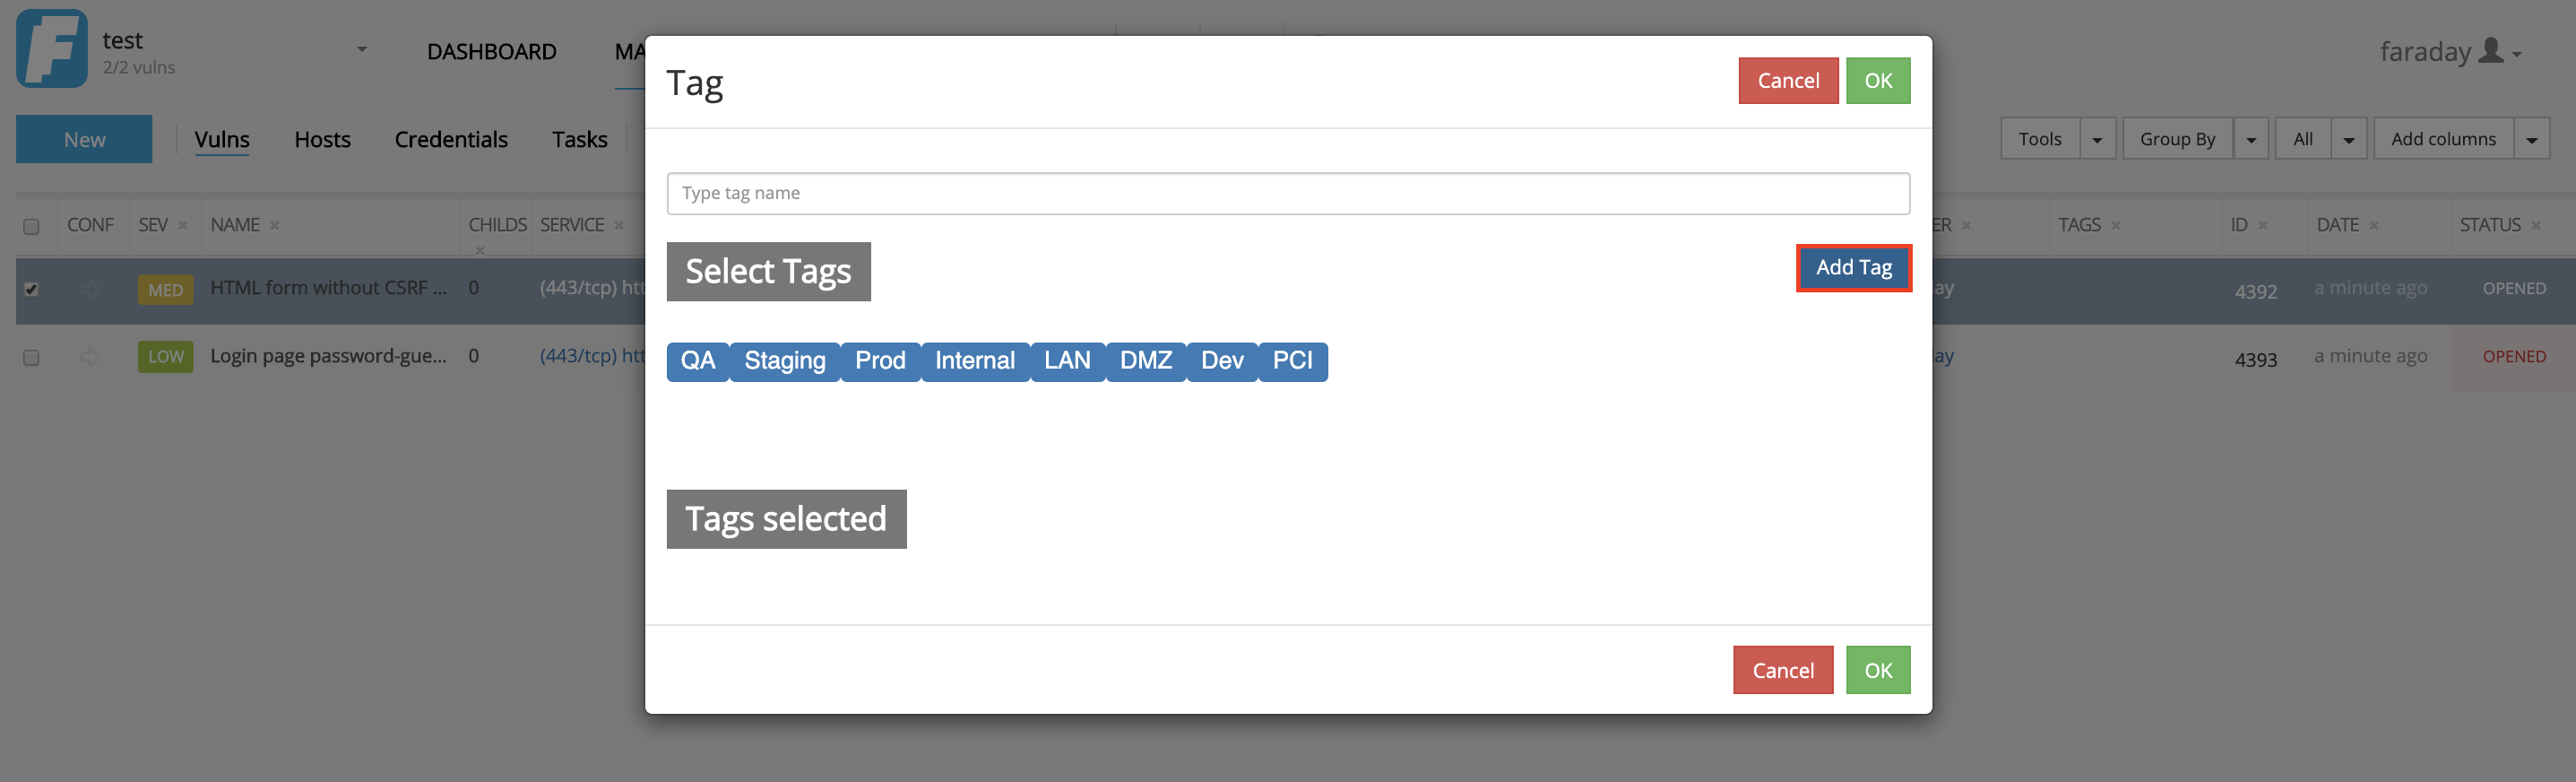 test
2/2 vulns
DASHBOARD
MA
faraday
Tag
Cancel
OK
New
Vulns
Hosts
Credentials
Tasks
Tools
Group By
All
Add columns
Type tag name
CONF
SEV
NAME
CHILDS
SERVICE
ER
TAGS
ID
DATE
STATUS
Select Tags
Add Tag
MED
HTML form without CSRF ...
0
(443/tcp) htt
ay
4392
a minute ago
OPENED
LOW
Login page password-gue...
0
(443/tcp) htt
ay
4393
a minute ago
OPENED
QA
Staging
Prod
Internal
LAN
DMZ
Dev
PCI
Tags selected
Cancel
OK